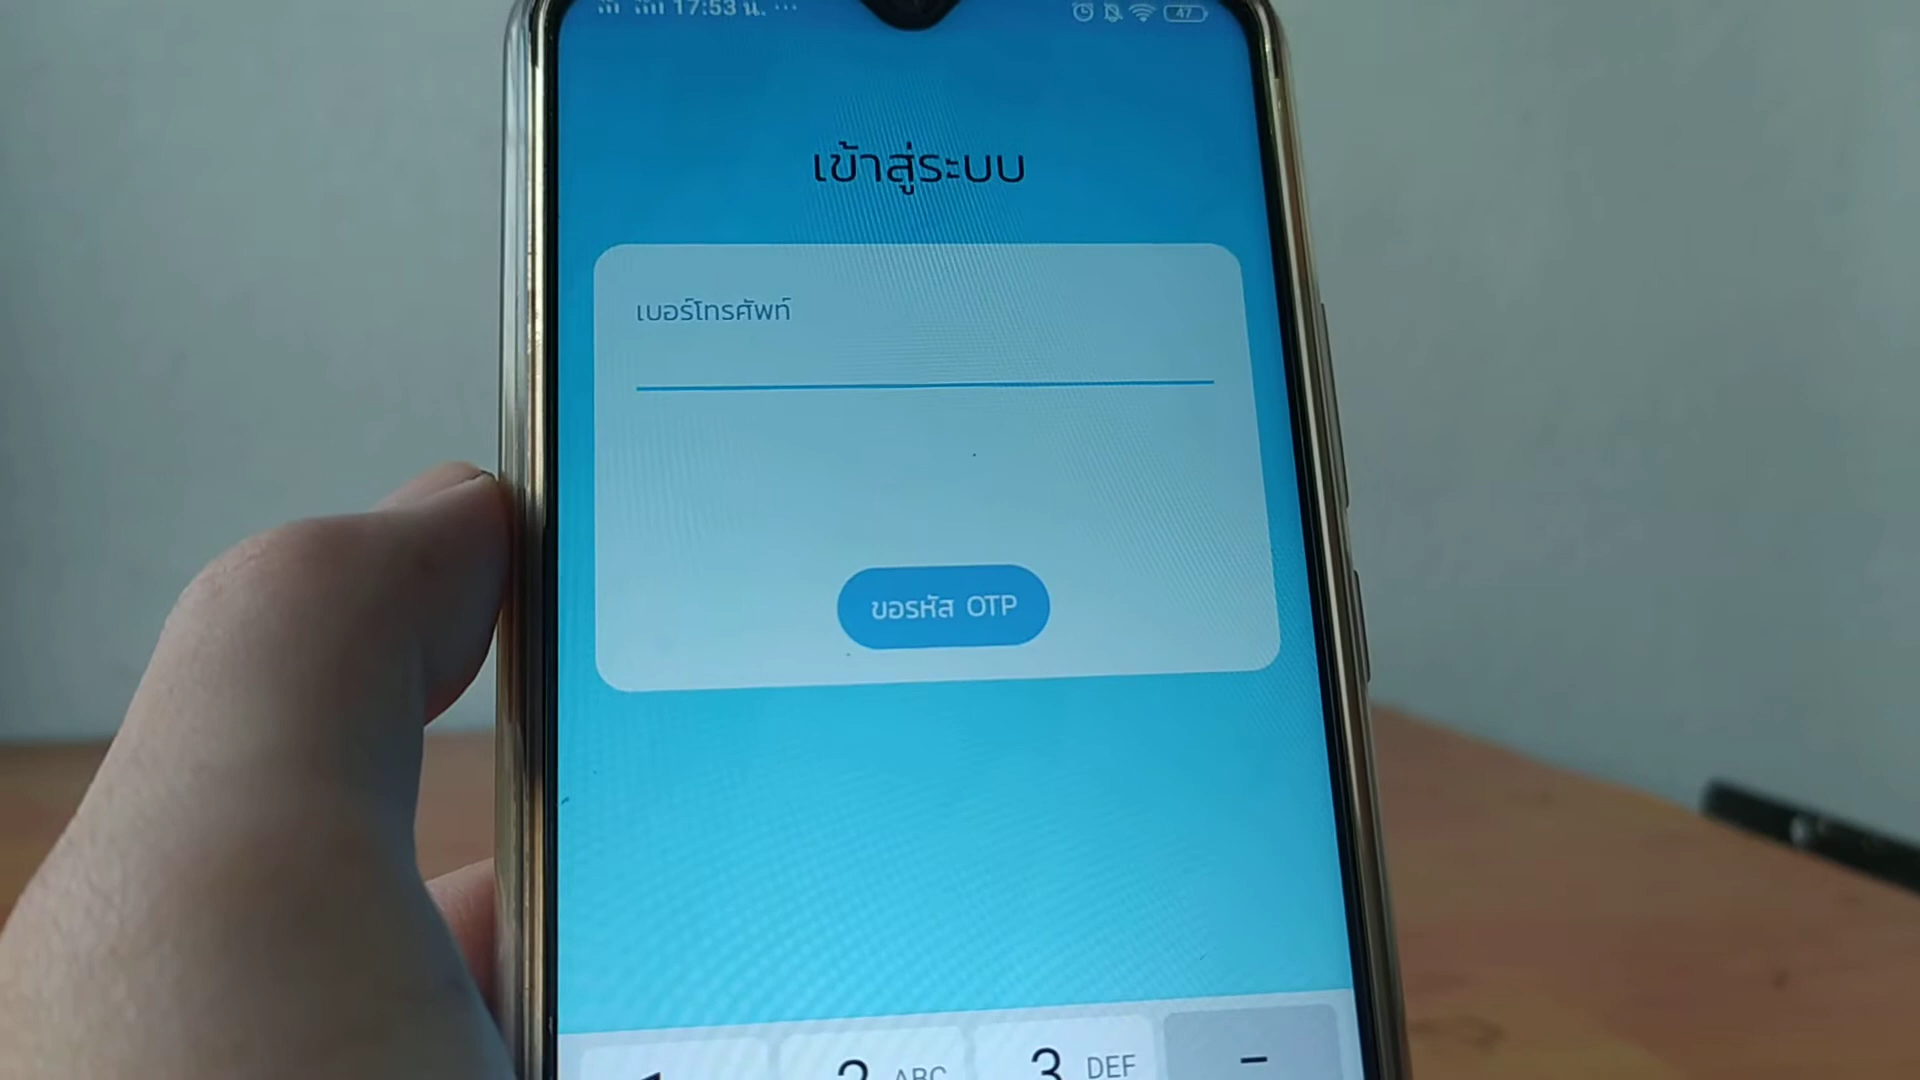 17:53 น. ...
47
เข้าสู่ระบบ
เบอร์โทรศัพท์
ขอรหัส OTP
2 ABC
3 DEF
-